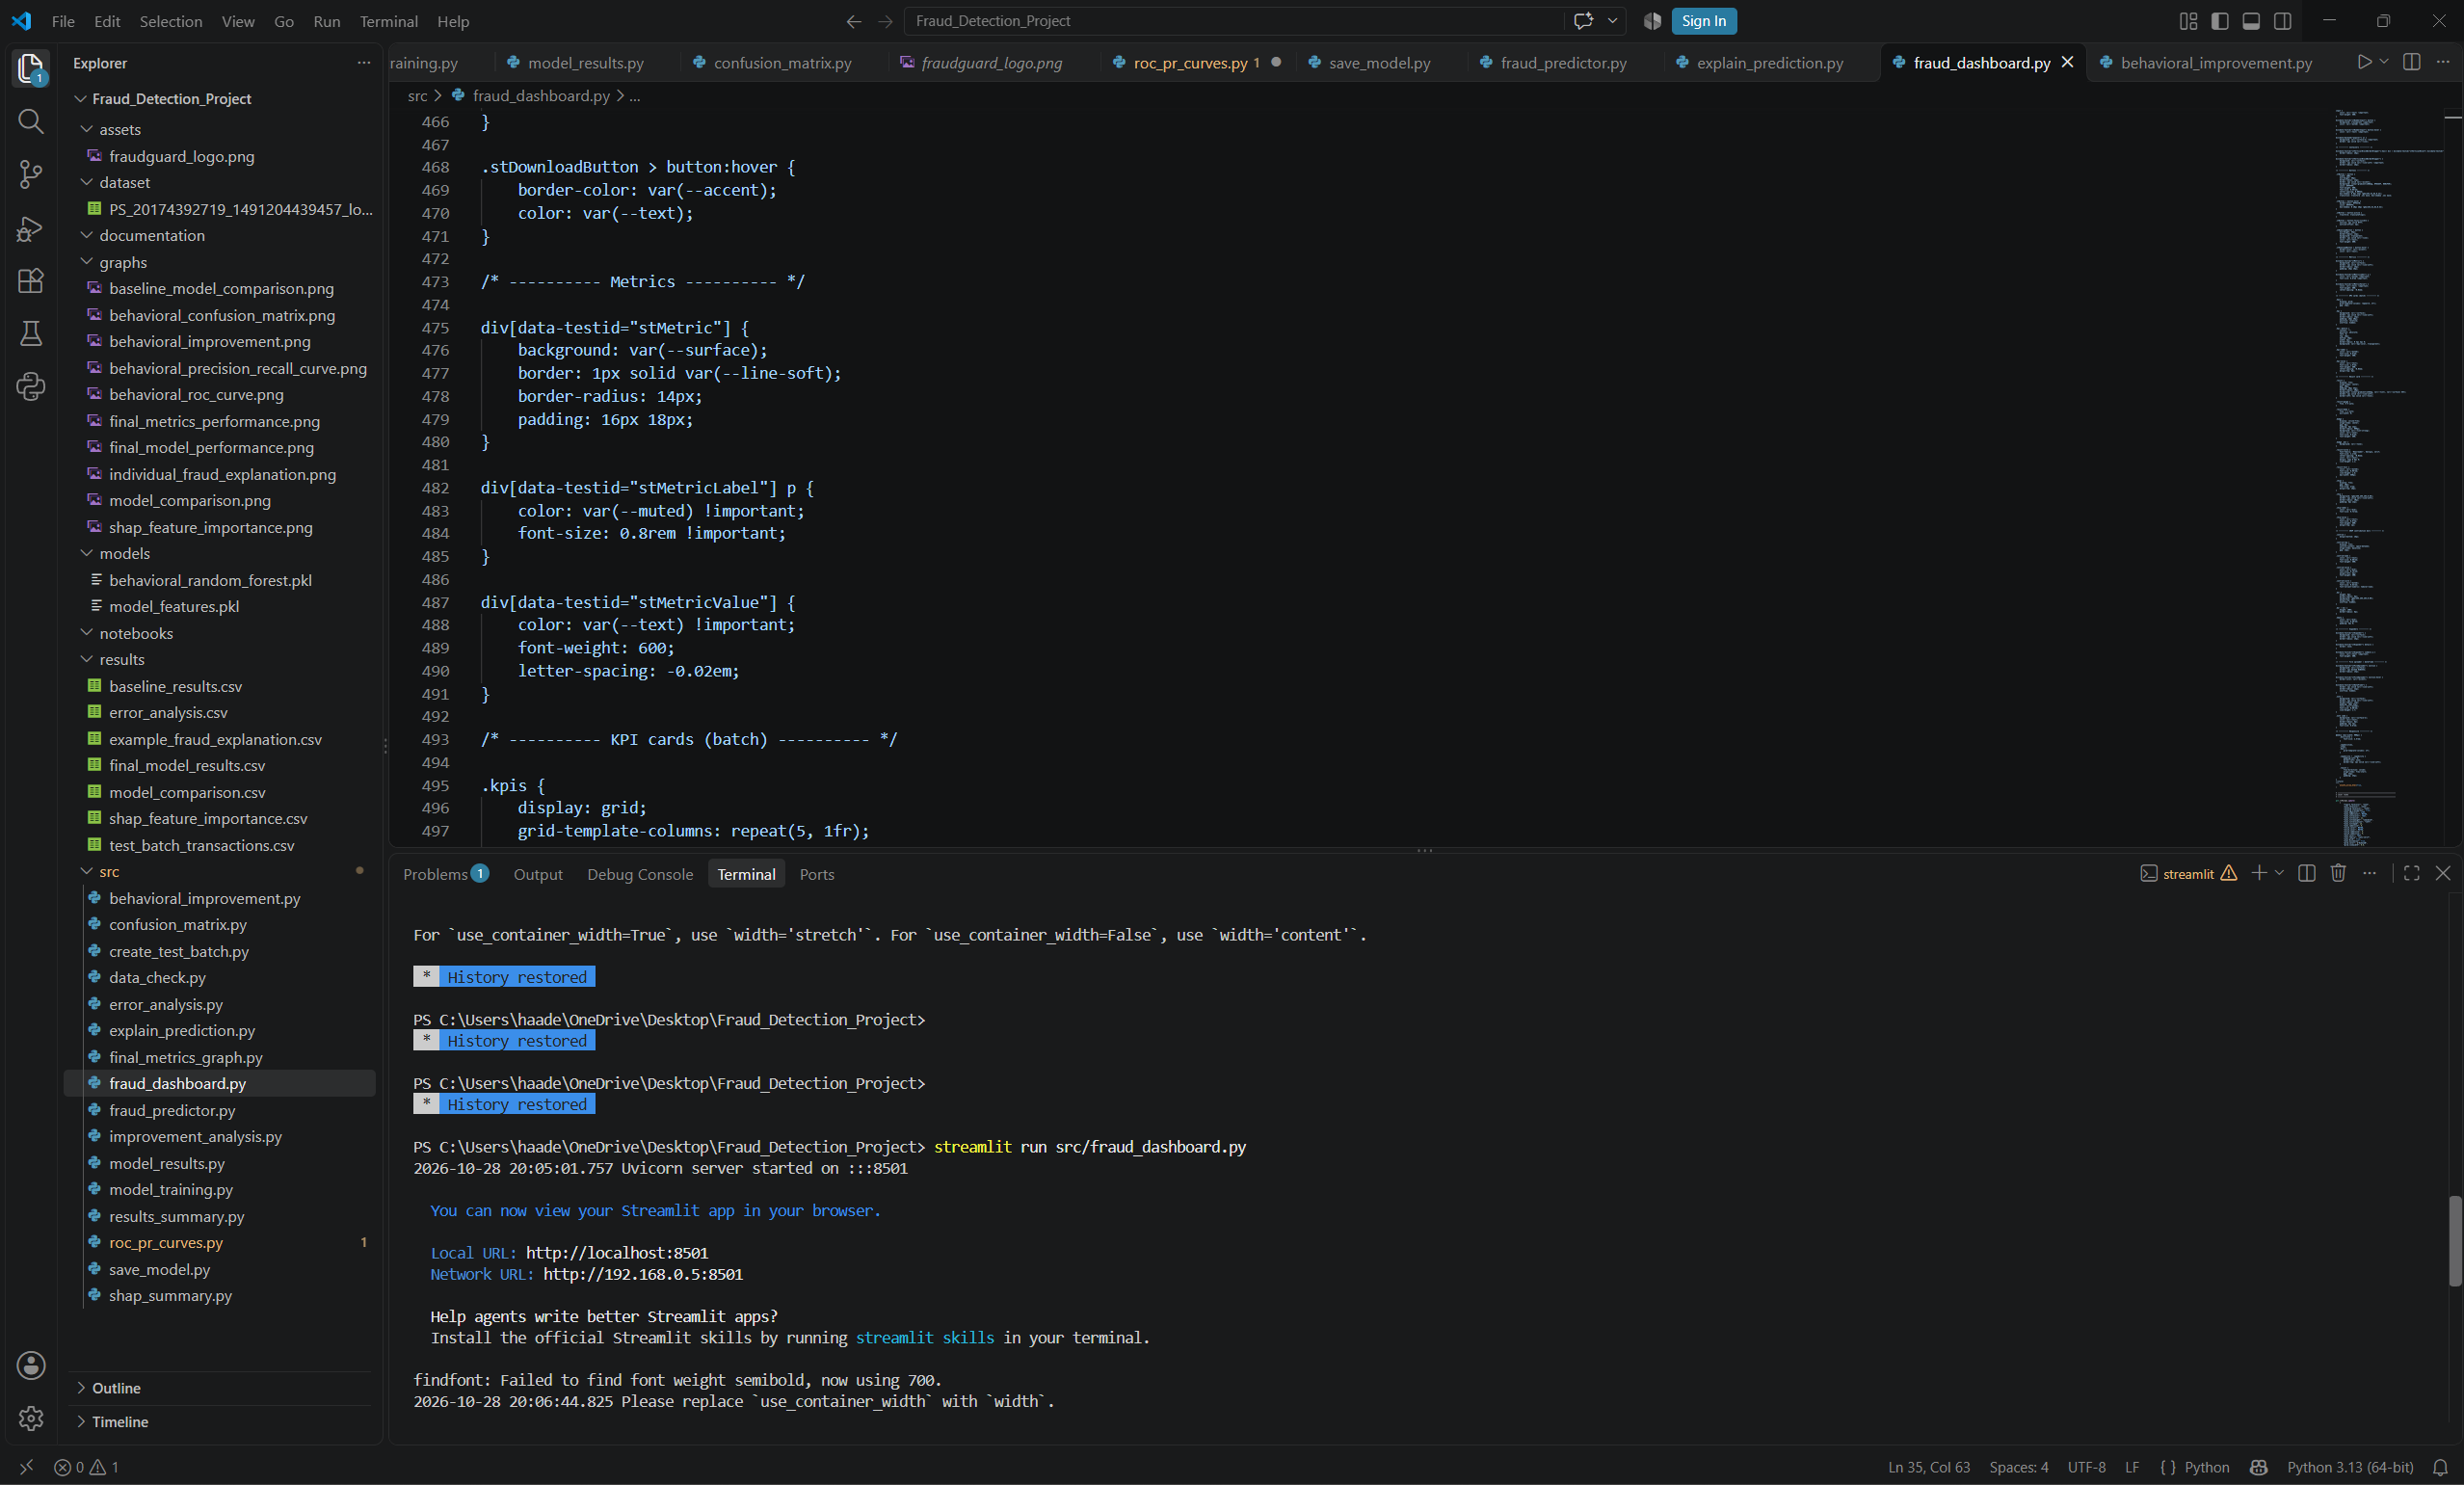 File Edit Selection View Go Run Terminal Help
Fraud_Detection_Project
Sign In
Explorer
Fraud_Detection_Project
assets
fraudguard_logo.png
dataset
PS_20174392719_1491204439457_lo...
documentation
graphs
baseline_model_comparison.png
behavioral_confusion_matrix.png
behavioral_improvement.png
behavioral_precision_recall_curve.png
behavioral_roc_curve.png
final_metrics_performance.png
final_model_performance.png
individual_fraud_explanation.png
model_comparison.png
shap_feature_importance.png
models
behavioral_random_forest.pkl
model_features.pkl
notebooks
results
baseline_results.csv
error_analysis.csv
example_fraud_explanation.csv
final_model_results.csv
model_comparison.csv
shap_feature_importance.csv
test_batch_transactions.csv
src
behavioral_improvement.py
confusion_matrix.py
create_test_batch.py
data_check.py
error_analysis.py
explain_prediction.py
final_metrics_graph.py
fraud_dashboard.py
fraud_predictor.py
improvement_analysis.py
model_results.py
model_training.py
results_summary.py
roc_pr_curves.py 1
save_model.py
shap_summary.py
Outline
Timeline
raining.py model_results.py confusion_matrix.py fraudguard_logo.png roc_pr_curves.py 1 save_model.py fraud_predictor.py explain_prediction.py fraud_dashboard.py behavioral_improvement.py
src > fraud_dashboard.py > ...
466 }
467
468 .stDownloadButton > button:hover {
469 border-color: var(--accent);
470 color: var(--text);
471 }
472
473 /* ---------- Metrics ---------- */
474
475 div[data-testid="stMetric"] {
476 background: var(--surface);
477 border: 1px solid var(--line-soft);
478 border-radius: 14px;
479 padding: 16px 18px;
480 }
481
482 div[data-testid="stMetricLabel"] p {
483 color: var(--muted) !important;
484 font-size: 0.8rem !important;
485 }
486
487 div[data-testid="stMetricValue"] {
488 color: var(--text) !important;
489 font-weight: 600;
490 letter-spacing: -0.02em;
491 }
492
493 /* ---------- KPI cards (batch) ---------- */
494
495 .kpis {
496 display: grid;
497 grid-template-columns: repeat(5, 1fr);
Problems 1 Output Debug Console Terminal Ports
streamlit
For `use_container_width=True`, use `width='stretch'`. For `use_container_width=False`, use `width='content'`.
* History restored
PS C:\Users\haade\OneDrive\Desktop\Fraud_Detection_Project>
* History restored
PS C:\Users\haade\OneDrive\Desktop\Fraud_Detection_Project>
* History restored
PS C:\Users\haade\OneDrive\Desktop\Fraud_Detection_Project> streamlit run src/fraud_dashboard.py
2026-10-28 20:05:01.757 Uvicorn server started on :::8501
You can now view your Streamlit app in your browser.
Local URL: http://localhost:8501
Network URL: http://192.168.0.5:8501
Help agents write better Streamlit apps?
Install the official Streamlit skills by running streamlit skills in your terminal.
findfont: Failed to find font weight semibold, now using 700.
2026-10-28 20:06:44.825 Please replace `use_container_width` with `width`.
0 1
Ln 35, Col 63 Spaces: 4 UTF-8 LF { } Python Python 3.13 (64-bit)